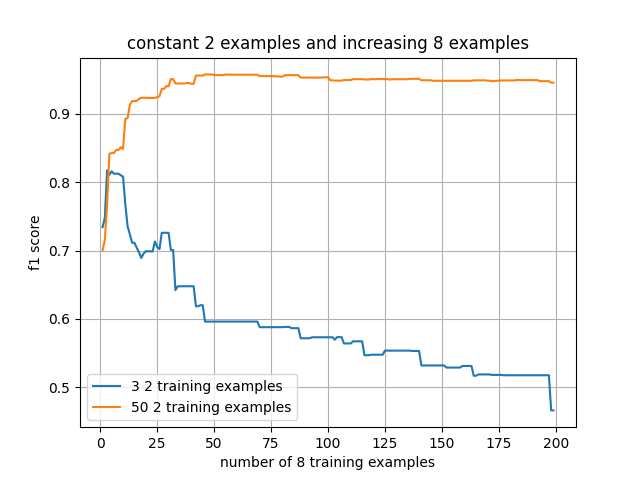 constant 2 examples and increasing 8 examples
f1 score
0.9
0.8
0.7
0.6
0.5
3 2 training examples
50 2 training examples
0 25 50 75 100 125 150 175 200
number of 8 training examples